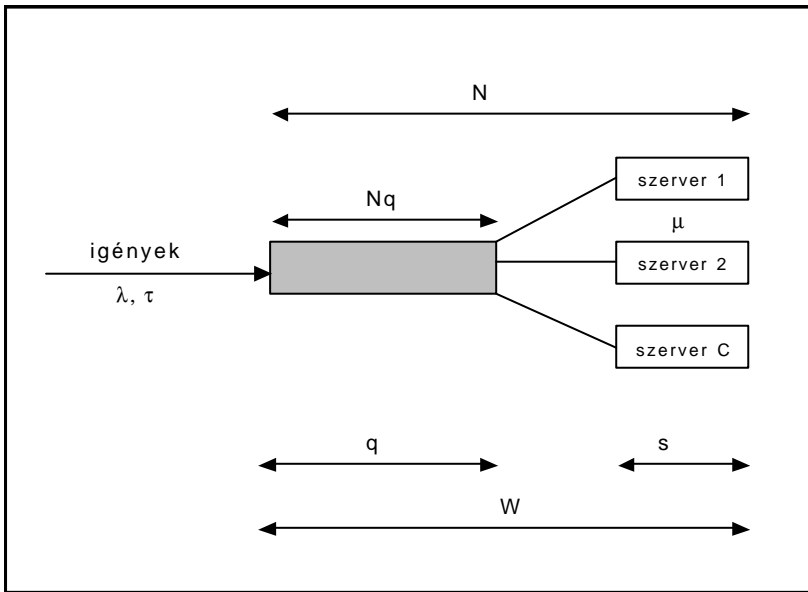 N
szerver 1
Nq
μ
igények
szerver 2
λ, τ
szerver C
q
s
W